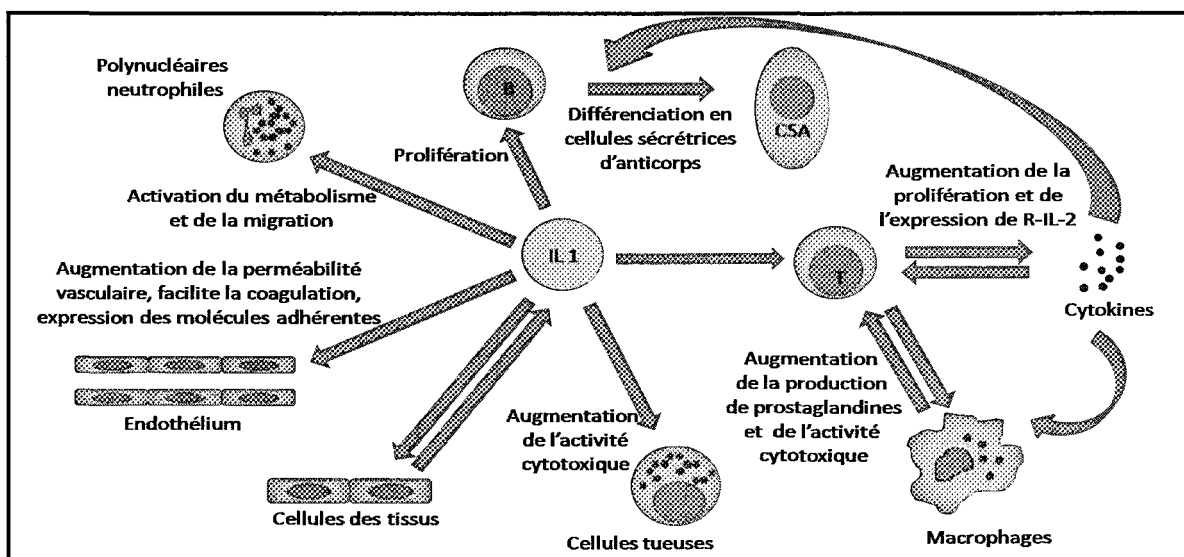 Polynucléaires
neutrophiles
B
Différenciation en
cellules sécrétrices
d'anticorps
CSA
Prolifération
Activation du métabolisme
et de la migration
Augmentation de la
prolifération et de
l'expression de R-IL-2
IL 1
T
Cytokines
Augmentation de la perméabilité
vasculaire, facilite la coagulation,
expression des molécules adhérentes
Endothélium
Augmentation
de l'activité
cytotoxique
Augmentation
de la production
de prostaglandines
et de l'activité
cytotoxique
Cellules des tissus
Cellules tueuses
Macrophages